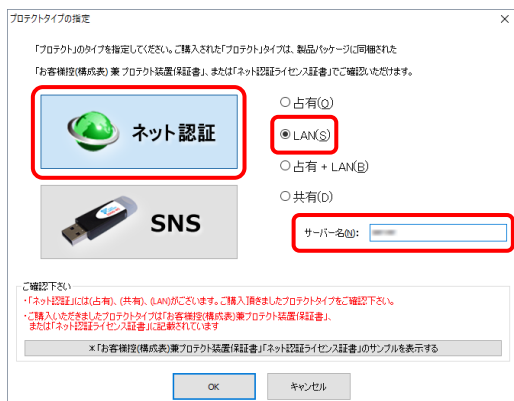 プロテクトタイプの指定
「プロテクト」のタイプを指定してください。ご購入された「プロテクト」タイプは、製品パッケージに同梱された
「お客様控(構成表) 兼 プロテクト装置保証書」、または「ネット認証ライセンス証書」でご確認いただけます。
ネット認証
占有(O)
LAN(S)
占有 + LAN(B)
共有(D)
SNS
サーバー名(N):
ご確認下さい
・「ネット認証」には(占有)、(共有)、(LAN)がございます。ご購入頂きましたプロテクトタイプをご確認下さい。
・ご購入いただきましたプロテクトタイプは「お客様控(構成表)兼プロテクト装置保証書」、
または「ネット認証ライセンス証書」に記載されています
※「お客様控(構成表)兼プロテクト装置保証書」「ネット認証ライセンス証書」のサンプルを表示する
OK
キャンセル